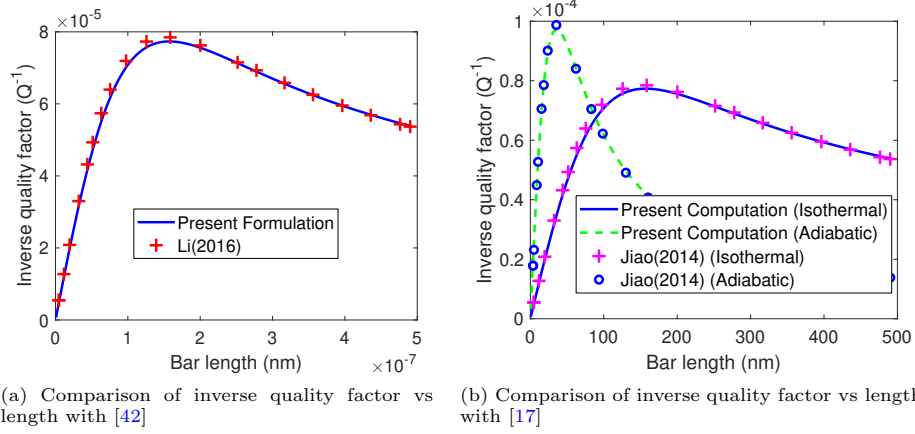 ×10⁻⁵
8
6
4
2
0
Inverse quality factor (Q⁻¹)
Present Formulation
Li(2016)
0 1 2 3 4 5
Bar length (nm)
×10⁻⁷
(a) Comparison of inverse quality factor vs
length with [42]
×10⁻⁴
1
0.8
0.6
0.4
0.2
0
Inverse quality factor (Q⁻¹)
Present Computation (Isothermal)
Present Computation (Adiabatic)
Jiao(2014) (Isothermal)
Jiao(2014) (Adiabatic)
0 100 200 300 400 500
Bar length (nm)
(b) Comparison of inverse quality factor vs length
with [17]